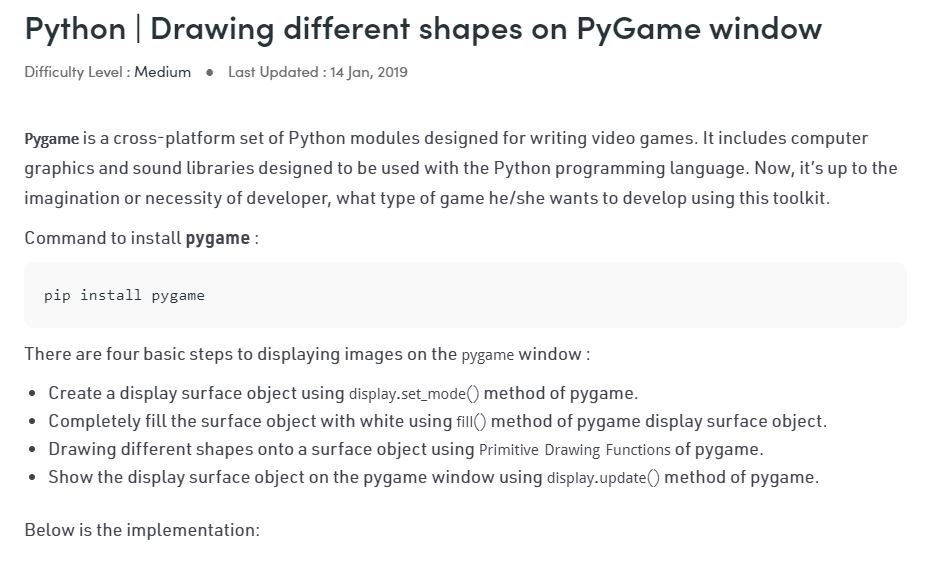 Python | Drawing different shapes on PyGame window
Difficulty Level : Medium ● Last Updated : 14 Jan, 2019
Pygame is a cross-platform set of Python modules designed for writing video games. It includes computer
graphics and sound libraries designed to be used with the Python programming language. Now, it’s up to the
imagination or necessity of developer, what type of game he/she wants to develop using this toolkit.
Command to install pygame :
pip install pygame
There are four basic steps to displaying images on the pygame window :
• Create a display surface object using display.set_mode() method of pygame.
• Completely fill the surface object with white using fill() method of pygame display surface object.
• Drawing different shapes onto a surface object using Primitive Drawing Functions of pygame.
• Show the display surface object on the pygame window using display.update() method of pygame.
Below is the implementation: